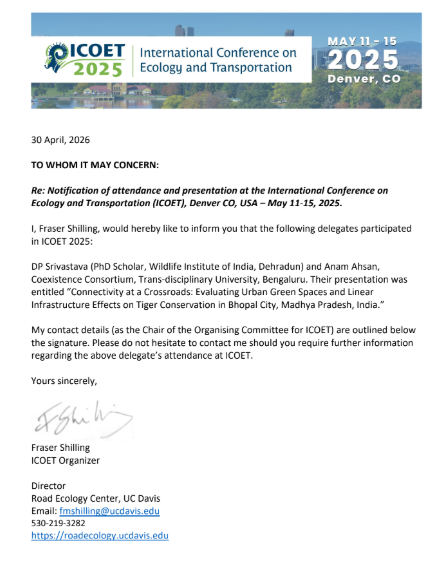 ICOET
2025
International Conference on
Ecology and Transportation
MAY 11 - 15
2025
Denver, CO
30 April, 2026
TO WHOM IT MAY CONCERN:
Re: Notification of attendance and presentation at the International Conference on
Ecology and Transportation (ICOET), Denver CO, USA – May 11-15, 2025.
I, Fraser Shilling, would hereby like to inform you that the following delegates participated
in ICOET 2025:
DP Srivastava (PhD Scholar, Wildlife Institute of India, Dehradun) and Anam Ahsan,
Coexistence Consortium, Trans-disciplinary University, Bengaluru. Their presentation was
entitled “Connectivity at a Crossroads: Evaluating Urban Green Spaces and Linear
Infrastructure Effects on Tiger Conservation in Bhopal City, Madhya Pradesh, India.”
My contact details (as the Chair of the Organising Committee for ICOET) are outlined below
the signature. Please do not hesitate to contact me should you require further information
regarding the above delegate’s attendance at ICOET.
Yours sincerely,
F Shilling
Fraser Shilling
ICOET Organizer
Director
Road Ecology Center, UC Davis
Email: fmshilling@ucdavis.edu
530-219-3282
https://roadecology.ucdavis.edu